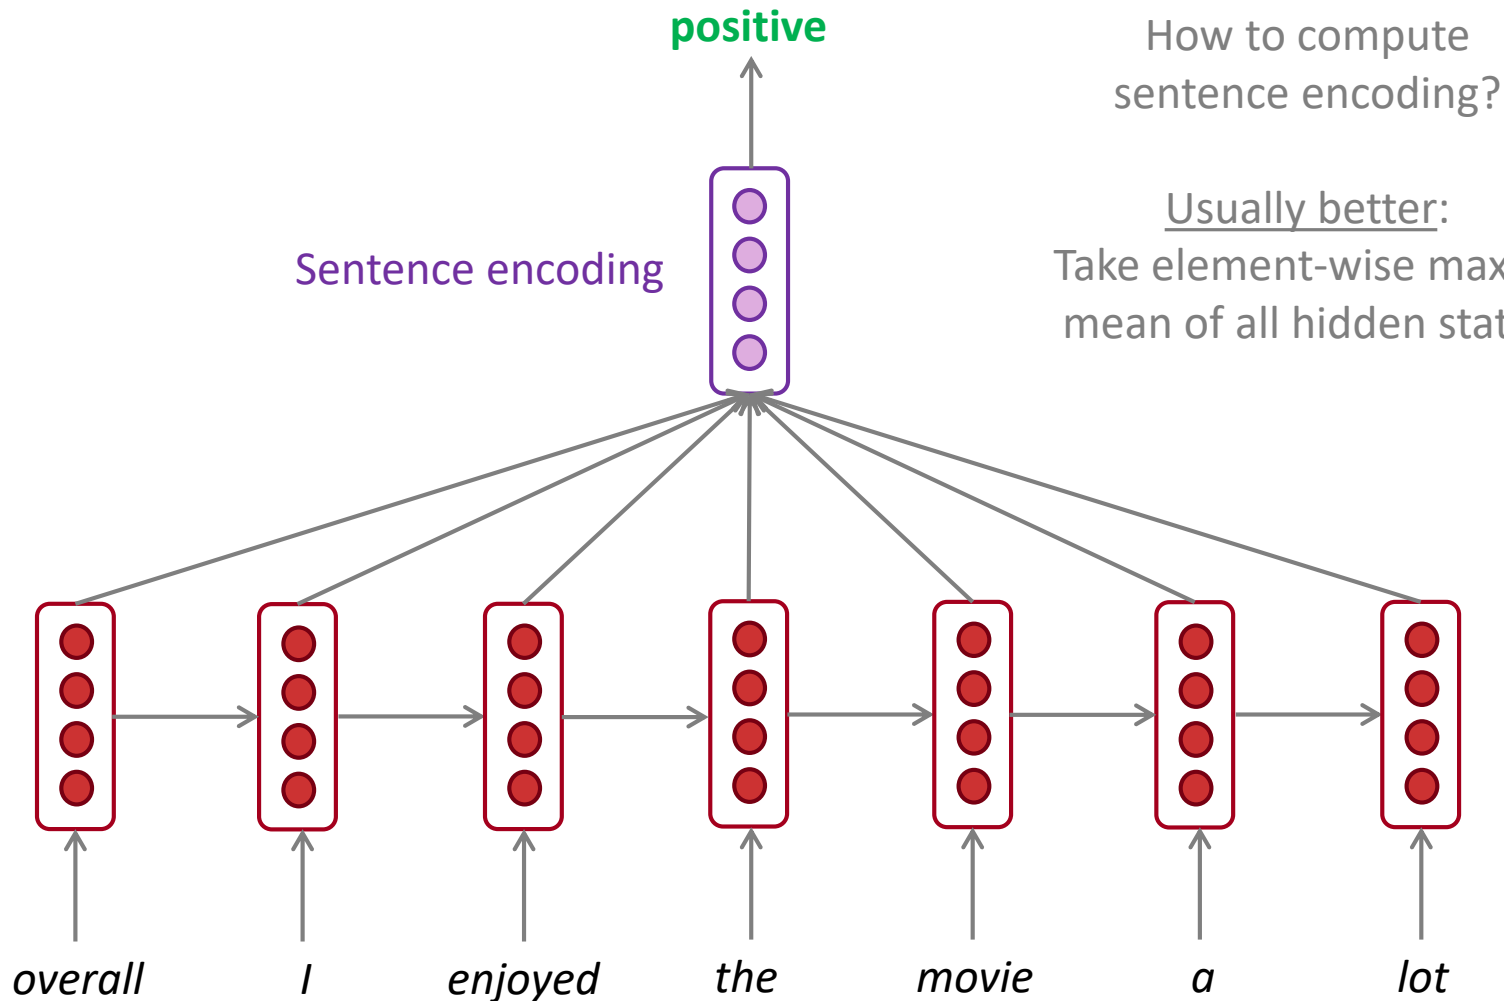 positive
How to compute
sentence encoding?
Usually better:
Take element-wise max
mean of all hidden stat
Sentence encoding
overall I enjoyed the movie a lot